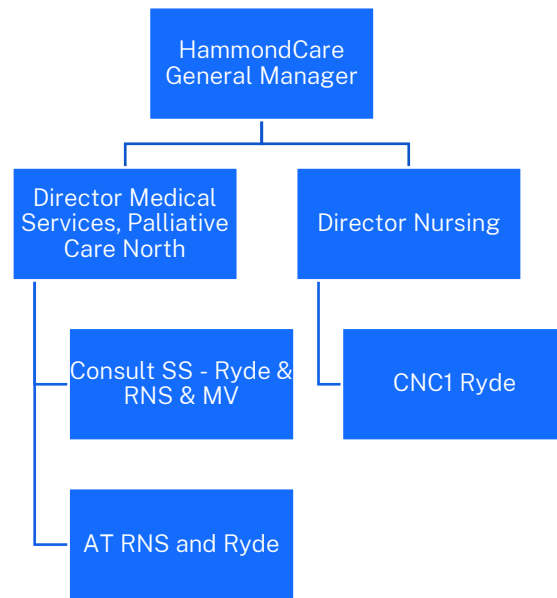 HammondCare
General Manager
Director Medical
Services, Palliative
Care North
Director Nursing
Consult SS - Ryde &
RNS & MV
CNC1 Ryde
AT RNS and Ryde